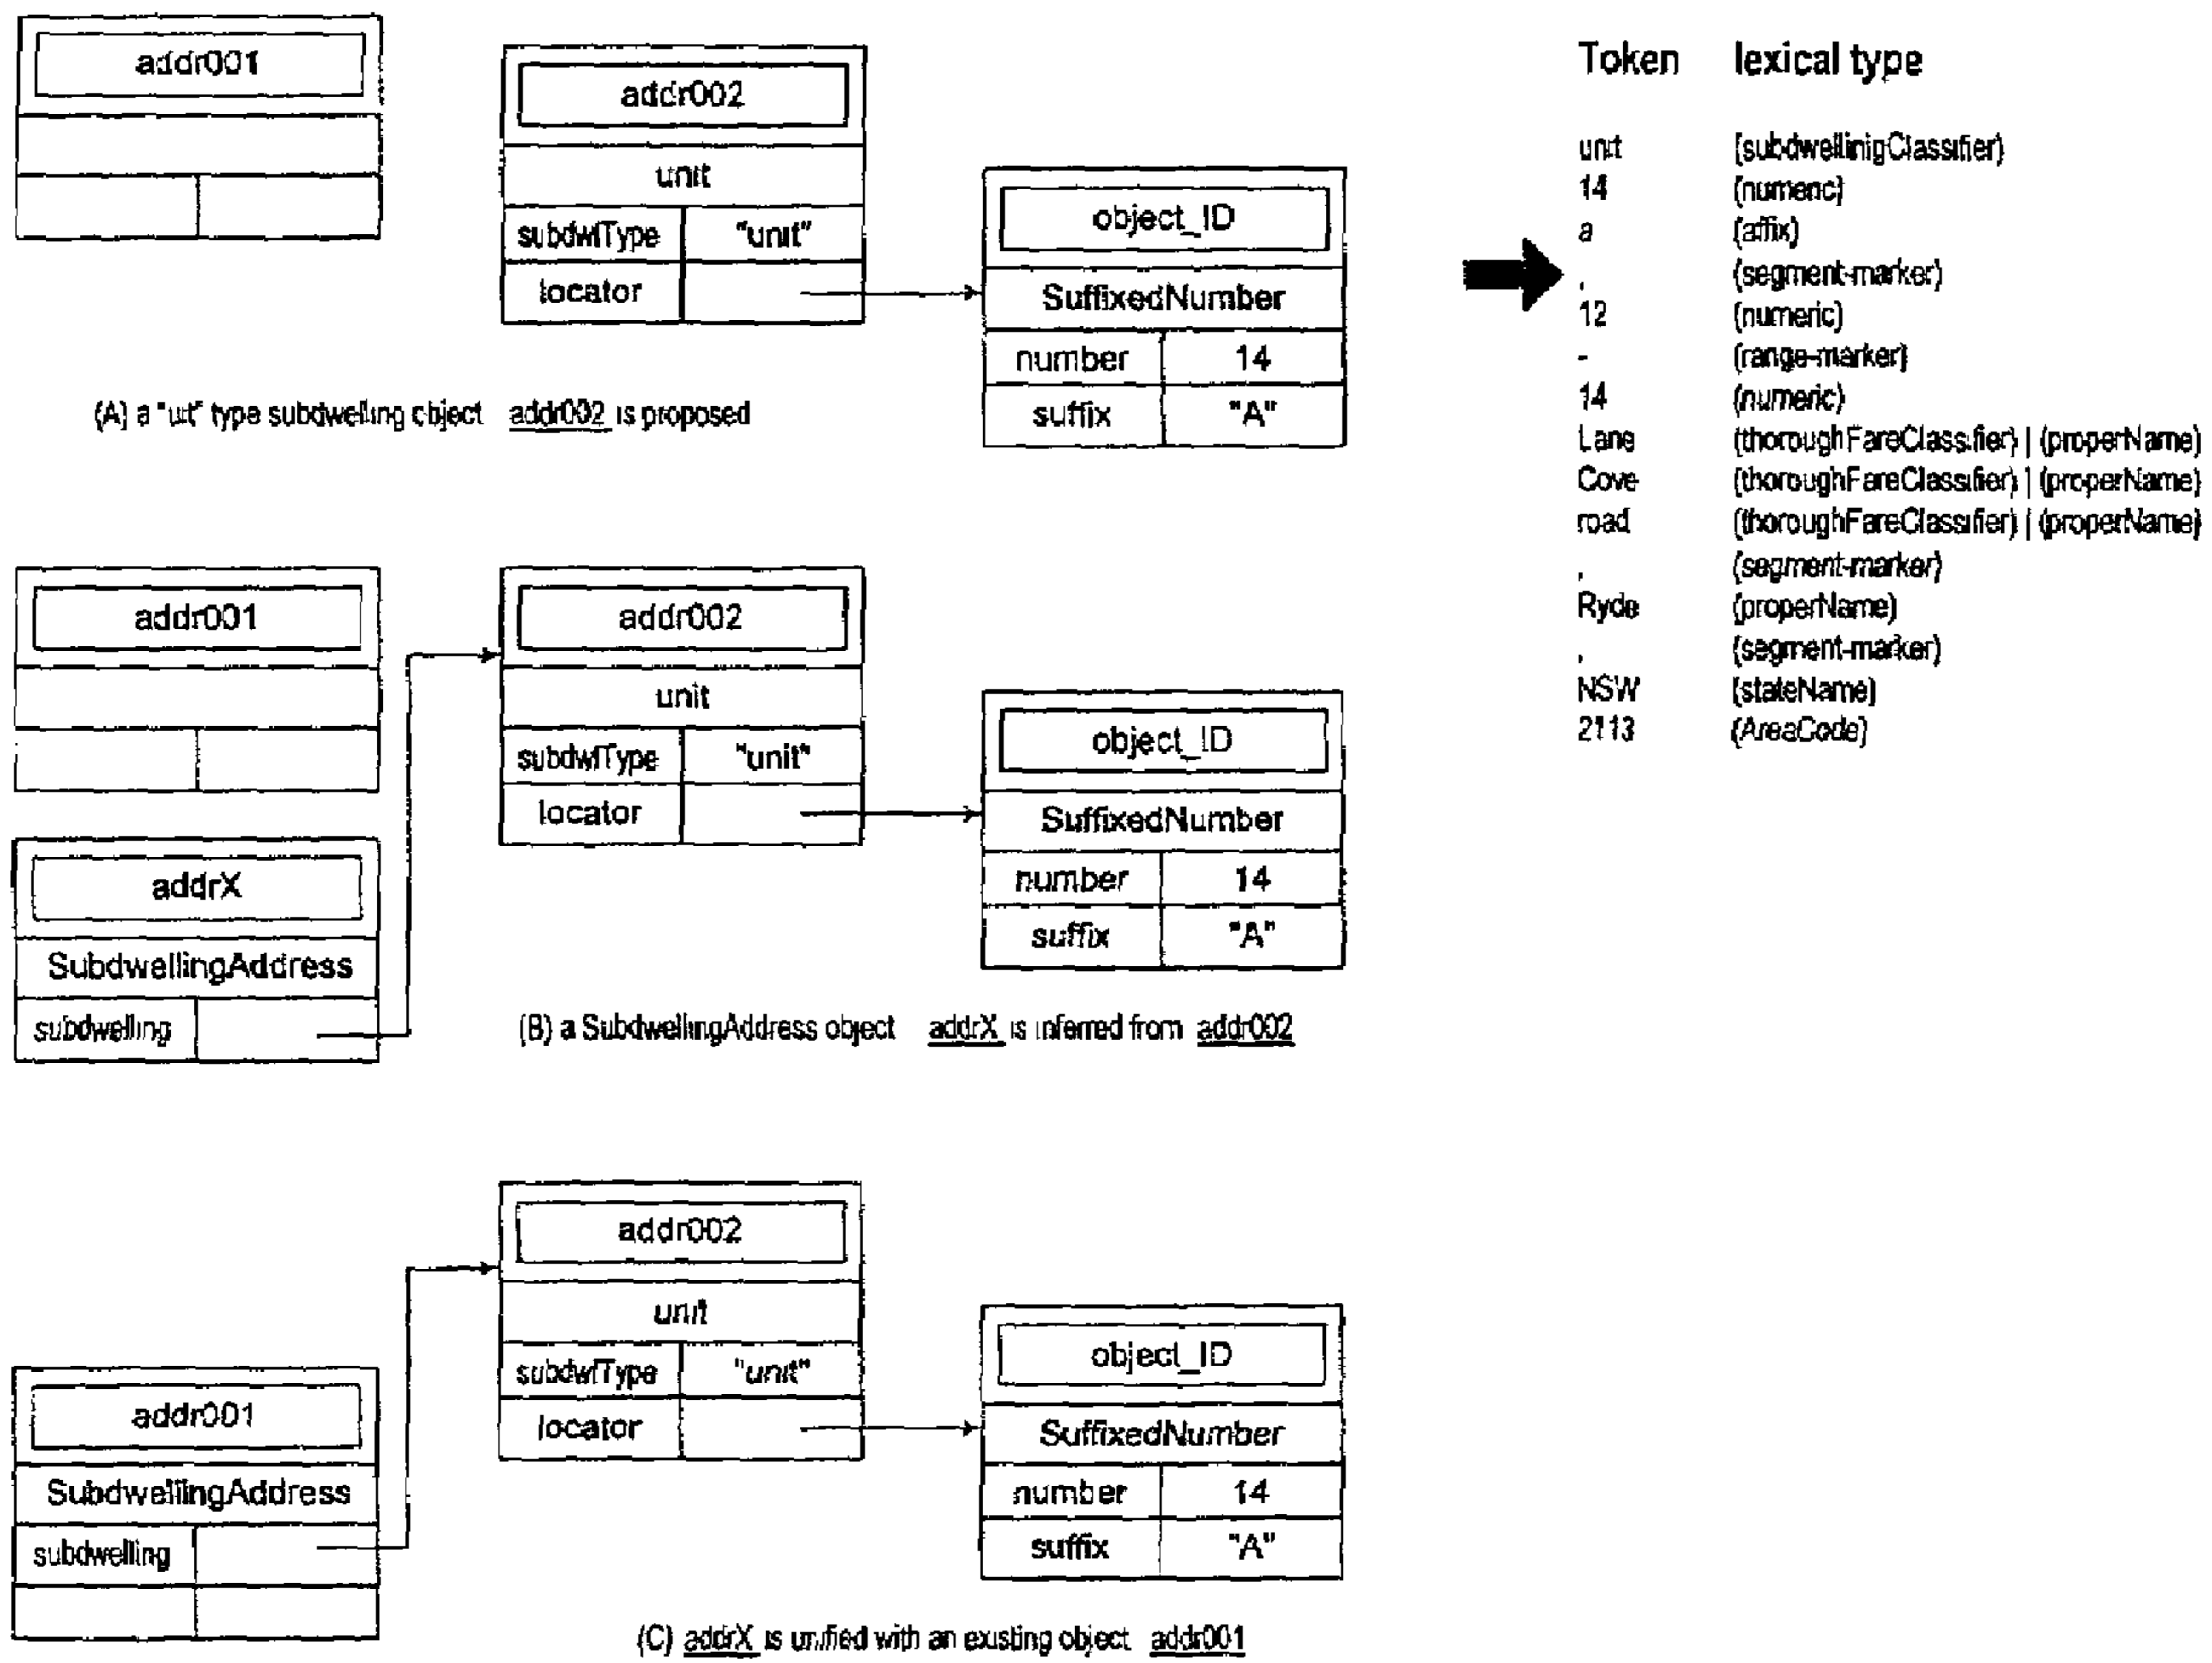 addr001
addr002
unit
subdwlType "unit"
locator
object_ID
SuffixedNumber
number 14
suffix "A"
(A) a "uit" type subdwelling object addr002 is proposed
addr001
addr002
unit
subdwlType "unit"
locator
object_ID
SuffixedNumber
number 14
suffix "A"
addrX
SubdwellingAddress
subdwelling
(B) a SubdwellingAddress object addrX is inferred from addr002
addr002
unit
subdwlType "unit"
locator
object_ID
SuffixedNumber
number 14
suffix "A"
addr001
SubdwellingAddress
subdwelling
(C) addrX is unified with an existing object addr001
Token lexical type
unit (subdwellinigClassifier)
14 (numeric)
a (affix)
, (segment-marker)
12 (numeric)
- (range-marker)
14 (numeric)
Lane (thoroughFareClassifier) | (properName)
Cove (thoroughFareClassifier) | (properName)
road (thoroughFareClassifier) | (properName)
, (segment-marker)
Ryde (properName)
, (segment-marker)
NSW (stateName)
2113 (AreaCode)